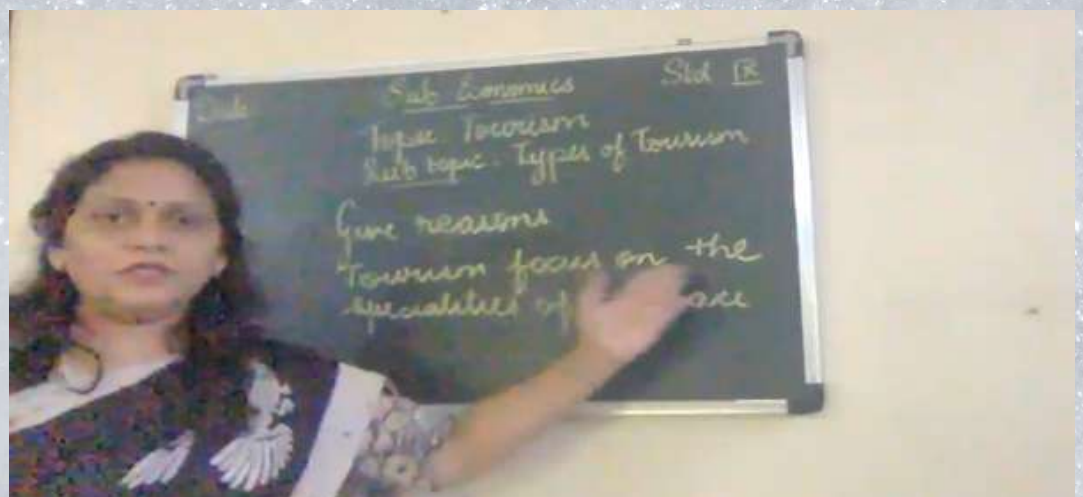 Date Sub Economics Std IX
Topic Tourism
Sub topic - Types of Tourism
Give reasons
Tourism focus on the
specialities of